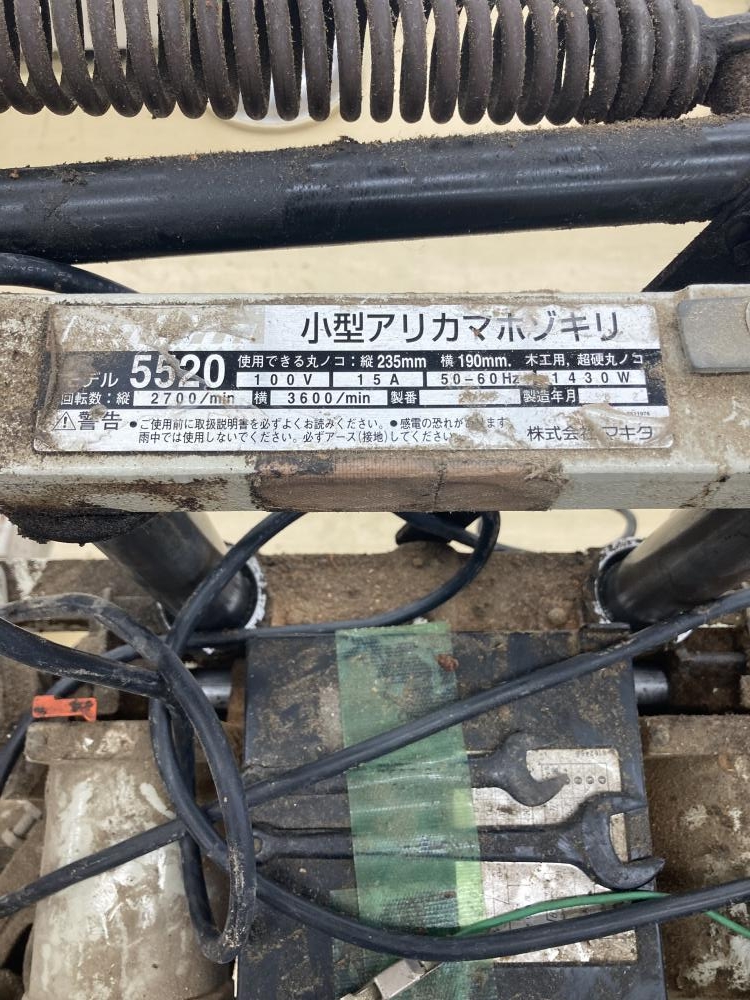 小型アリカマホゾキリ
デル 5520 使用できる丸ノコ：縦 235mm 横 190mm. 木工用, 超硬丸ノコ
100V 15A 50-60Hz 1430W
回転数：縦 2700/min 横 3600/min 製番 製造年月
⚠警告 ●ご使用前に取扱説明書を必ずよくお読みください。 ●感電の恐れがあります
雨中では使用しないでください。必ずアース（接地）してください
株式会社 マキタ